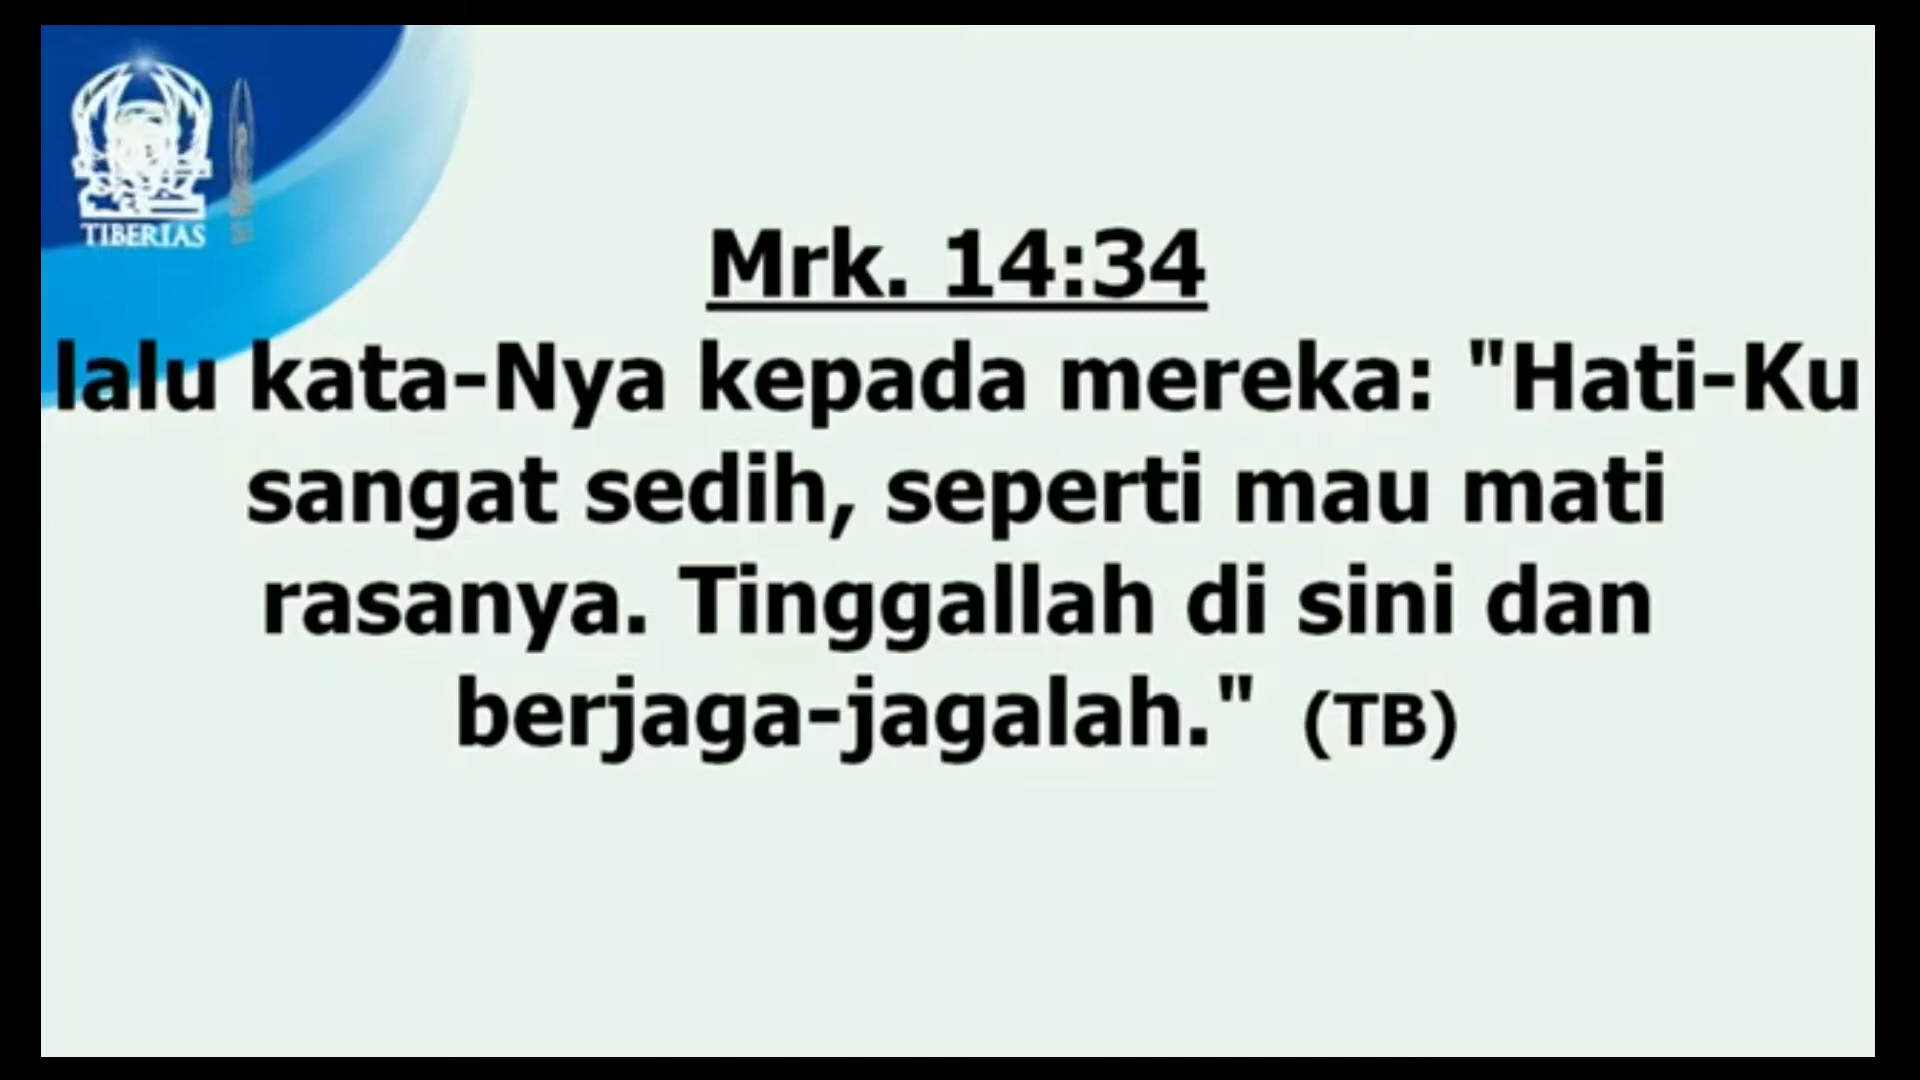 TIBERIAS
Mrk. 14:34
lalu kata-Nya kepada mereka: "Hati-Ku
sangat sedih, seperti mau mati
rasanya. Tinggallah di sini dan
berjaga-jagalah." (TB)